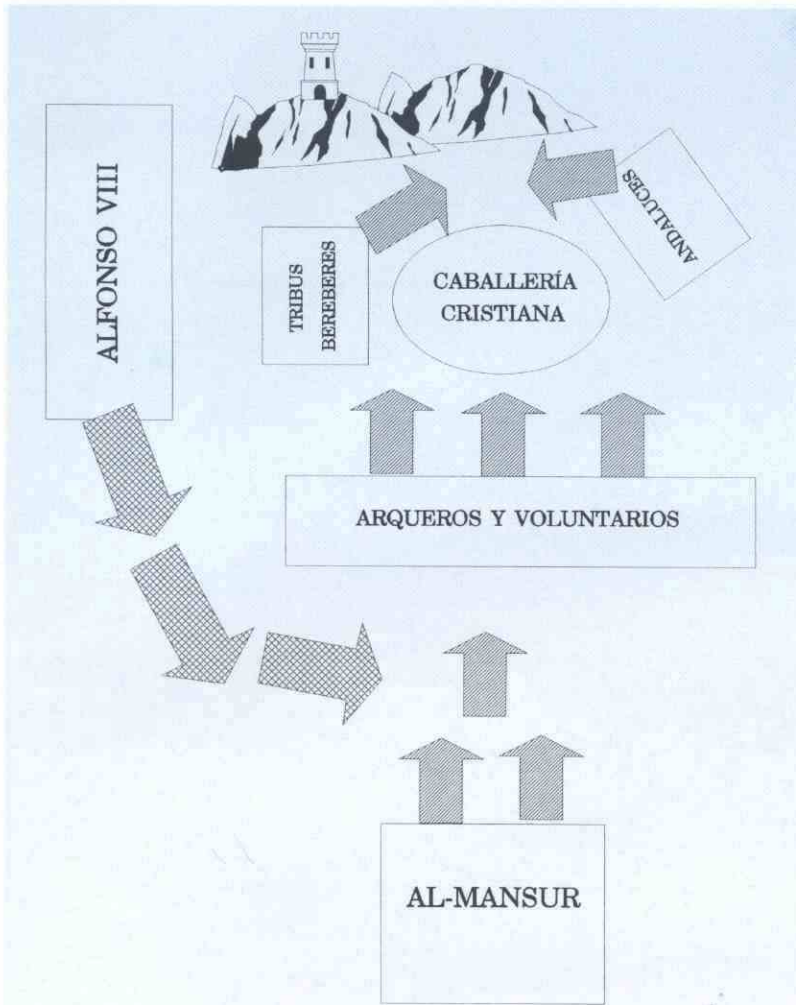 ALFONSO VIII
TRIBUS
BEREBERES
CABALLERÍA
CRISTIANA
ANDALUCES
ARQUEROS Y VOLUNTARIOS
AL-MANSUR